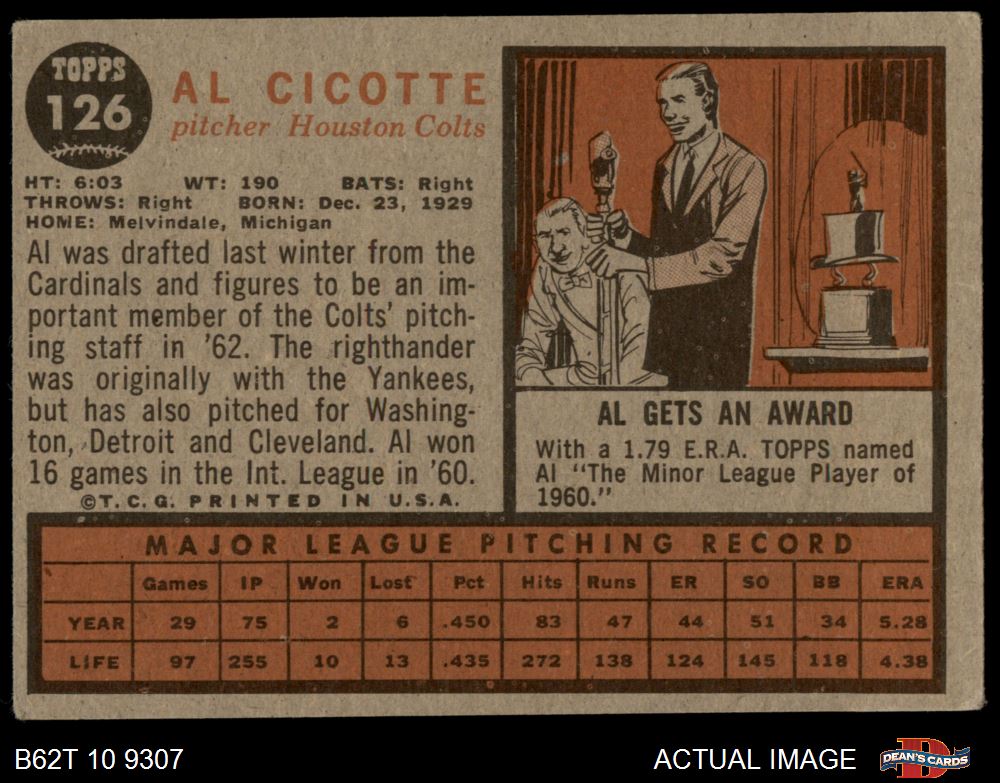 TOPPS
126
AL CICOTTE
pitcher Houston Colts
HT: 6:03 WT: 190 BATS: Right
THROWS: Right BORN: Dec. 23, 1929
HOME: Melvindale, Michigan
Al was drafted last winter from the
Cardinals and figures to be an im-
portant member of the Colts' pitch-
ing staff in '62. The righthander
was originally with the Yankees,
but has also pitched for Washing-
ton, Detroit and Cleveland. Al won
16 games in the Int. League in '60.
©T.C.G. PRINTED IN U.S.A.
AL GETS AN AWARD
With a 1.79 E.R.A. TOPPS named
Al "The Minor League Player of
1960."
MAJOR LEAGUE PITCHING RECORD
Games IP Won Lost Pct Hits Runs ER SO BB ERA
YEAR 29 75 2 6 .450 83 47 44 51 34 5.28
LIFE 97 255 10 13 .435 272 138 124 145 118 4.38
B62T 10 9307
ACTUAL IMAGE
DEAN'S CARDS